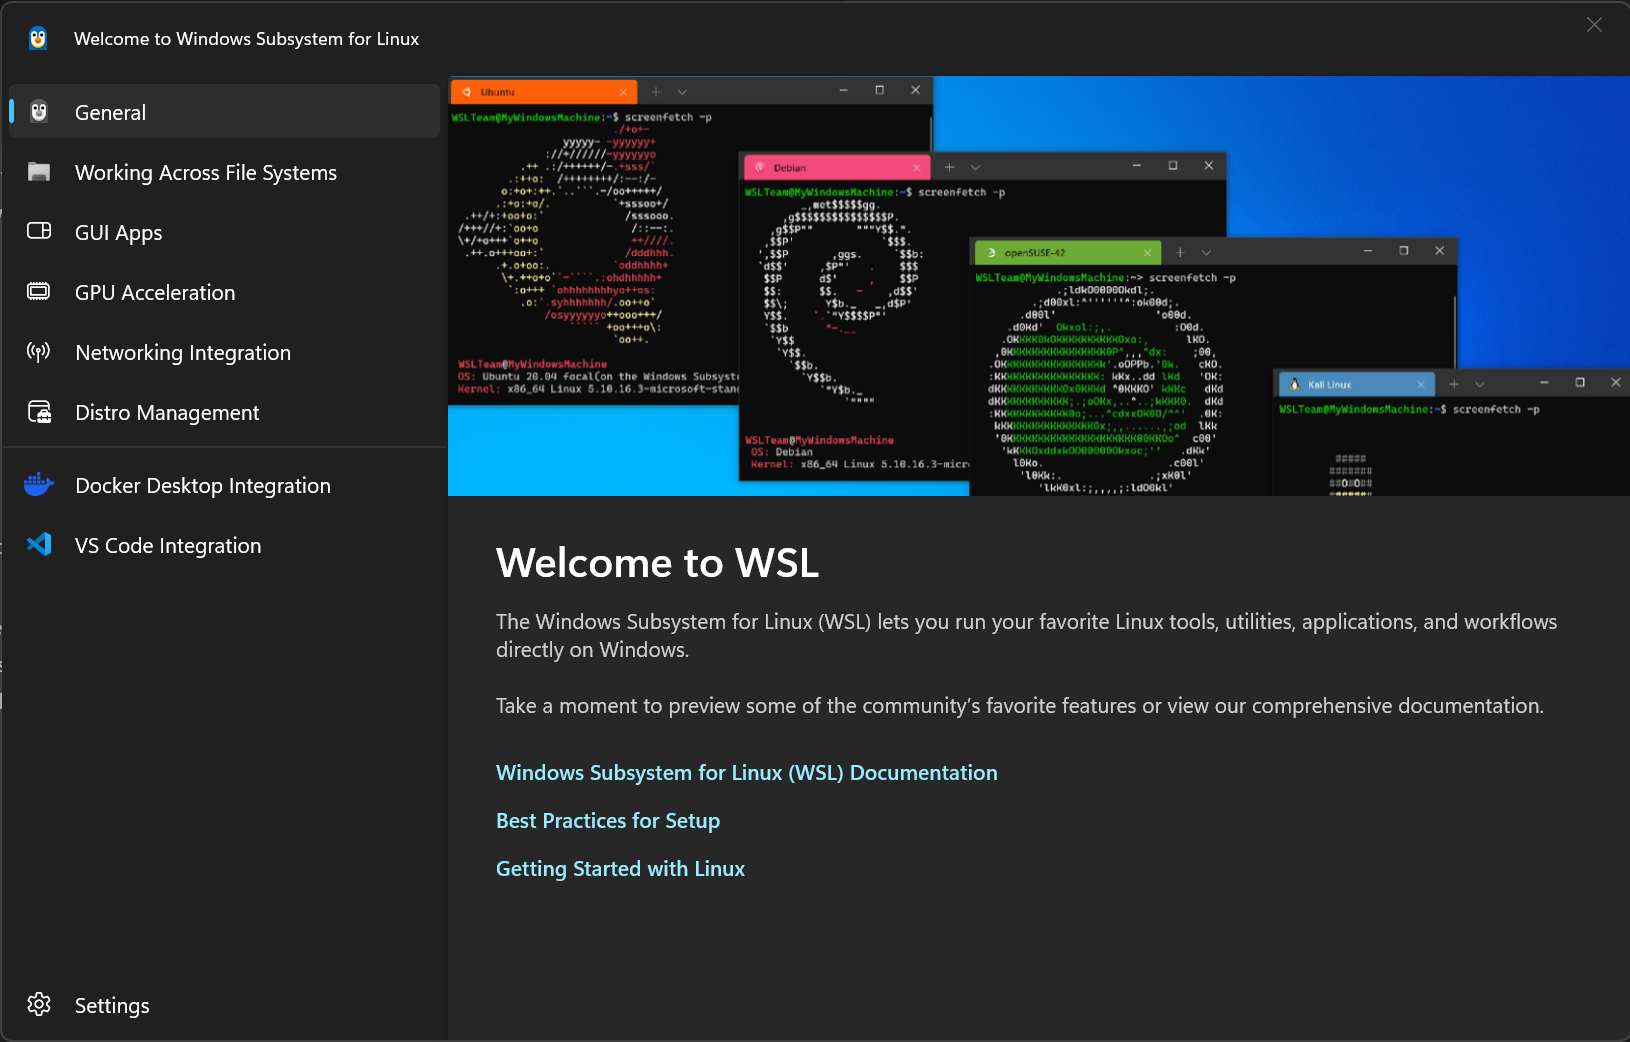 Welcome to Windows Subsystem for Linux
General
Working Across File Systems
GUI Apps
GPU Acceleration
Networking Integration
Distro Management
Docker Desktop Integration
VS Code Integration
Settings
Ubuntu
WSLTeam@MyWindowsMachine:~$ screenfetch -p
WSLTeam@MyWindowsMachine
OS: Ubuntu 20.04 focal(on the Windows Subsyst
Kernel: x86_64 Linux 5.10.16.3-microsoft-stan
Debian
WSLTeam@MyWindowsMachine:~$ screenfetch -p
WSLTeam@MyWindowsMachine
OS: Debian
Kernel: x86_64 Linux 5.10.16.3-micr
openSUSE-42
WSLTeam@MyWindowsMachine:~> screenfetch -p
Kali Linux
WSLTeam@MyWindowsMachine:~$ screenfetch -p
Welcome to WSL
The Windows Subsystem for Linux (WSL) lets you run your favorite Linux tools, utilities, applications, and workflows
directly on Windows.
Take a moment to preview some of the community’s favorite features or view our comprehensive documentation.
Windows Subsystem for Linux (WSL) Documentation
Best Practices for Setup
Getting Started with Linux